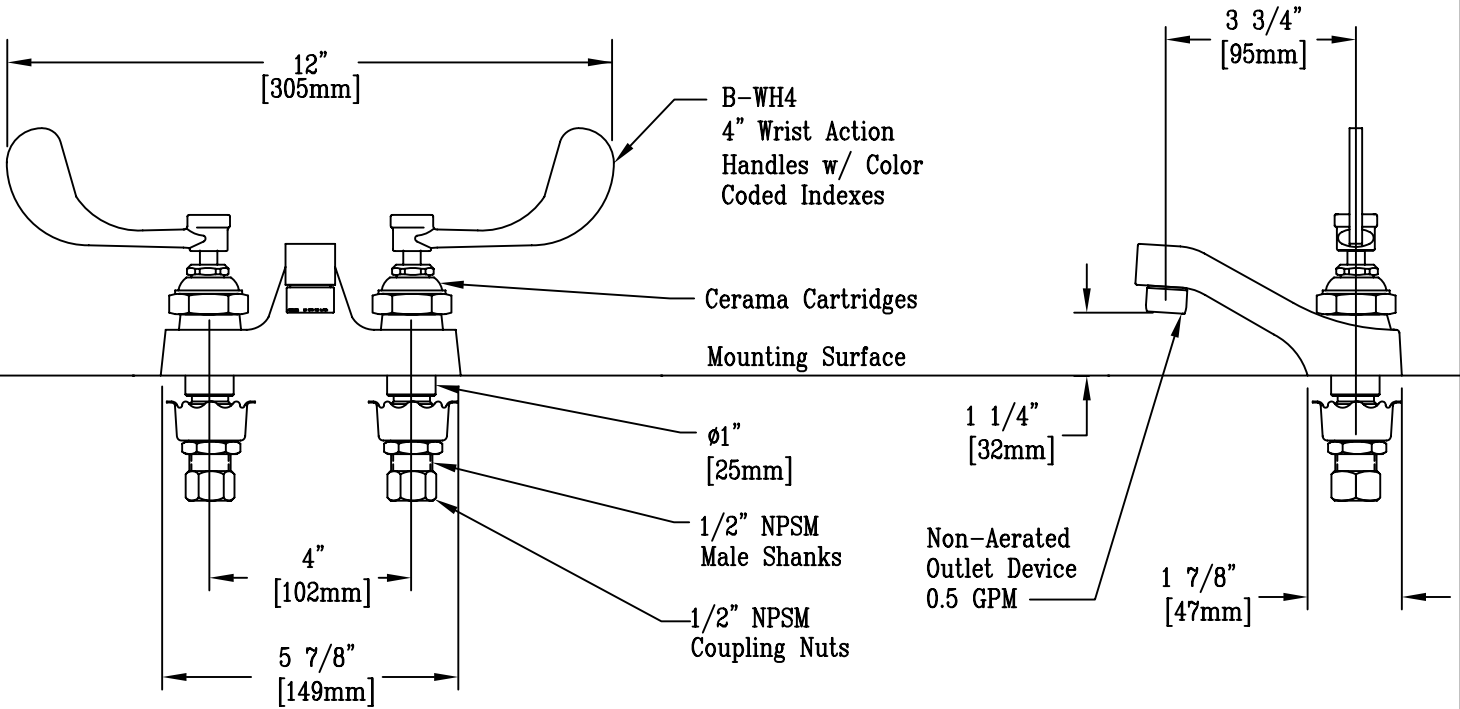 12"
[305mm]
B-WH4
4" Wrist Action
Handles w/ Color
Coded Indexes
Cerama Cartridges
Mounting Surface
ø1"
[25mm]
1/2" NPSM
Male Shanks
1/2" NPSM
Coupling Nuts
4"
[102mm]
5 7/8"
[149mm]
3 3/4"
[95mm]
1 1/4"
[32mm]
Non-Aerated
Outlet Device
0.5 GPM
1 7/8"
[47mm]